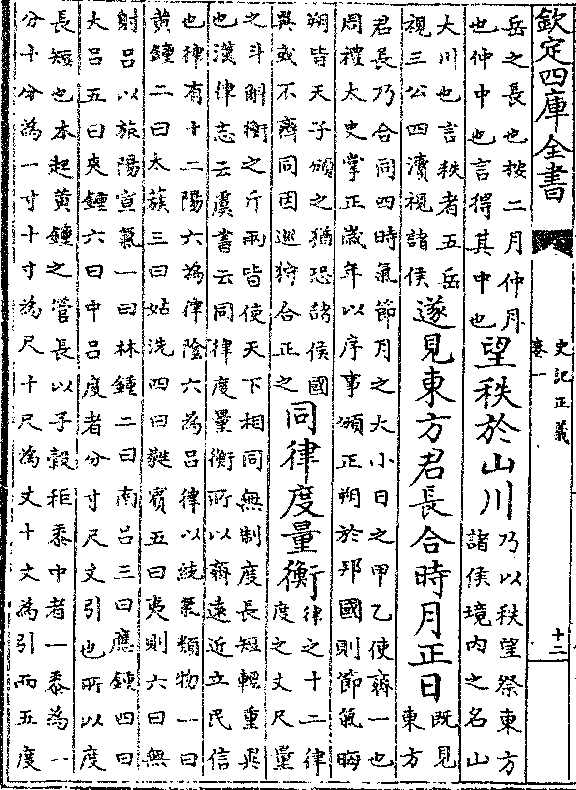 欽定四庫全書
史記正義
卷一
十二
岳之長也按二月仲月
也仲中也言得其中也
望秩於山川
乃以秩望祭東方
諸侯境內之名山
大川也言秩者五岳
視三公四瀆視諸侯
遂見東方君長合時月正日
既見
東方
君長乃合同四時氣節月之大小日之甲乙使齊一也
周禮太史掌正歲年以序事頒正朔於邦國則節氣晦
朔皆天子頒之猶恐諸侯國
異或不齊同因巡狩合正之
同律度量衡
律之十二律
度之丈尺量
之斗斛衡之斤兩皆使天下相同無制度長短輕重異
也漢律志云虞書云同律度量衡所以齊遠近立民信
也律有十二陽六為律陰六為呂律以統氣類物一曰
黃鍾二曰太蔟三曰姑洗四曰蕤賓五曰夷則六曰無
射呂以旅陽宣氣一曰林鍾二曰南呂三曰應鍾四曰
大呂五曰夾鍾六曰中呂度者分寸尺丈引也所以度
長短也本起黃鍾之管長以子穀秬黍中者一黍為一
分十分為一寸十寸為尺十尺為丈十丈為引而五度